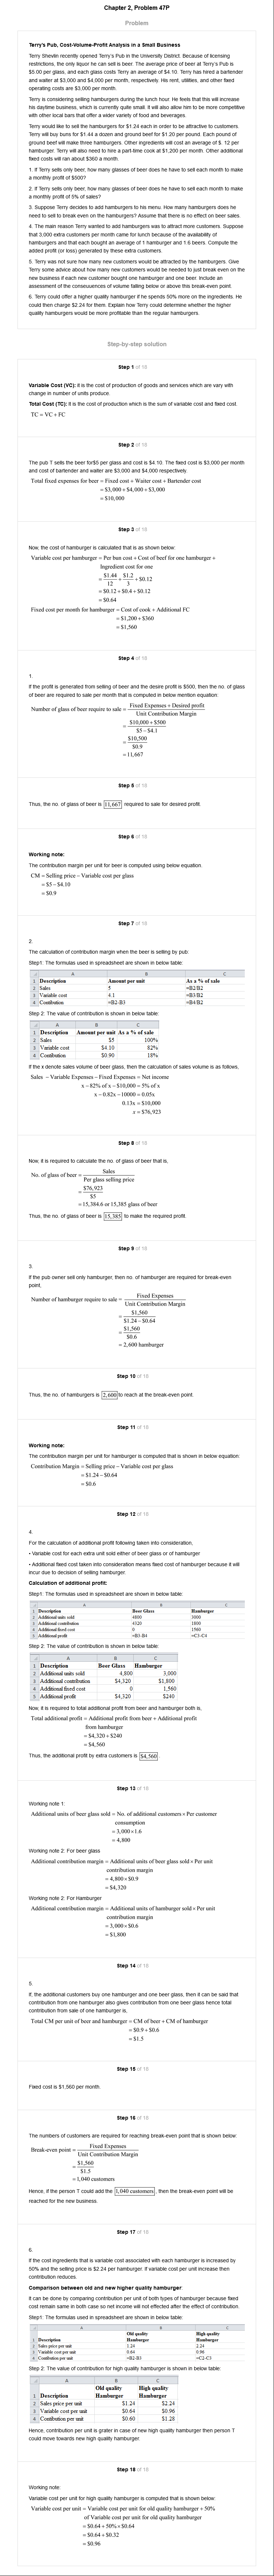 Chapter 2, Problem 47P
Problem
Terry's Pub, Cost-Volume-Profit Analysis in a Small Business
Terry Shevlin recently opened Terry's Pub in the University District. Because of licensing
restrictions, the only liquor he can sell is beer. The average price of beer at Terry's Pub is
$5.00 per glass, and each glass costs Terry an average of $4.10. Terry has hired a bartender
and waiter at $3,000 and $4,000 per month, respectively. His rent, utilities, and other fixed
operating costs are $3,000 per month.
Terry is considering selling hamburgers during the lunch hour. He feels that this will increase
his daytime business, which is currently quite small. It will also allow him to be more competitive
with other local bars that offer a wider variety of food and beverages.
Terry would like to sell the hamburgers for $1.24 each in order to be attractive to customers.
Terry will buy buns for $1.44 a dozen and ground beef for $1.20 per pound. Each pound of
ground beef will make three hamburgers. Other ingredients will cost an average of $. 12 per
hamburger. Terry will also need to hire a part-time cook at $1,200 per month. Other additional
fixed costs will run about $360 a month.
1. If Terry sells only beer, how many glasses of beer does he have to sell each month to make
a monthly profit of $500?
2. If Terry sells only beer, how many glasses of beer does he have to sell each month to make
a monthly profit of 5% of sales?
3. Suppose Terry decides to add hamburgers to his menu. How many hamburgers does he
need to sell to break even on the hamburgers? Assume that there is no effect on beer sales.
4. The main reason Terry wanted to add hamburgers was to attract more customers. Suppose
that 3,000 extra customers per month came for lunch because of the availability of
hamburgers and that each bought an average of 1 hamburger and 1.6 beers. Compute the
added profit (or loss) generated by these extra customers.
5. Terry was not sure how many new customers would be attracted by the hamburgers. Give
Terry some advice about how many new customers would be needed to just break even on the
new business if each new customer bought one hamburger and one beer. Include an
assessment of the consequences of volume falling below or above this break-even point.
6. Terry could offer a higher quality hamburger if he spends 50% more on the ingredients. He
could then charge $2.24 for them. Explain how Terry could determine whether the higher
quality hamburgers would be more profitable than the regular hamburgers.
Step-by-step solution
Step 1 of 18
Variable Cost (VC): It is the cost of production of goods and services which are vary with
change in number of units produce.
Total Cost (TC): It is the cost of production which is the sum of variable cost and fixed cost.
TC = VC + FC
Step 2 of 18
The pub T sells the beer for$5 per glass and cost is $4.10. The fixed cost is $3,000 per month
and cost of bartender and waiter are $3,000 and $4,000 respectively.
Total fixed expenses for beer = Fixed cost + Waiter cost + Bartender cost
= $3,000 + $4,000 + $3,000
= $10,000
Step 3 of 18
Now, the cost of hamburger is calculated that is as shown below:
Variable cost per hamburger = Per bun cost + Cost of beef for one hamburger +
Ingredient cost for one
= $1.44/12 + $1.2/3 + $0.12
= $0.12 + $0.4 + $0.12
= $0.64
Fixed cost per month for hamburger = Cost of cook + Additional FC
= $1,200 + $360
= $1,560
Step 4 of 18
1.
If the profit is generated from selling of beer and the desire profit is $500, then the no. of glass
of beer are required to sale per month that is computed in below mention equation:
Number of glass of beer require to sale = Fixed Expenses + Desired profit / Unit Contribution Margin
= $10,000 + $500 / $5 − $4.1
= $10,500 / $0.9
= 11,667
Step 5 of 18
Thus, the no. of glass of beer is 11,667 required to sale for desired profit.
Step 6 of 18
Working note:
The contribution margin per unit for beer is computed using below equation.
CM = Selling price − Variable cost per glass
= $5 − $4.10
= $0.9
Step 7 of 18
2.
The calculation of contribution margin when the beer is selling by pub:
Step1: The formulas used in spreadsheet are shown in below table:
A B C
1 Description Amount per unit As a % of sale
2 Sales 5 =B2/B2
3 Variable cost 4.1 =B3/B2
4 Contibution =B2-B3 =B4/B2
Step 2: The value of contribution is shown in below table:
A B C
1 Description Amount per unit As a % of sale
2 Sales $5 100%
3 Variable cost $4.10 82%
4 Contibution $0.90 18%
If the x denote sales volume of beer glass, then the calculation of sales volume is as follows,
Sales − Variable Expenses − Fixed Expenses = Net income
x − 82% of x − $10,000 = 5% of x
x − 0.82x − 10000 = 0.05x
0.13x = $10,000
x = $76,923
Step 8 of 18
Now, it is required to calculate the no. of glass of beer that is,
No. of glass of beer = Sales / Per glass selling price
= $76,923 / $5
= 15,384.6 or 15,385 glass of beer
Thus, the no. of glass of beer is 15,385 to make the required profit.
Step 9 of 18
3.
If the pub owner sell only hamburger, then no. of hamburger are required for break-even
point,
Number of hamburger require to sale = Fixed Expenses / Unit Contribution Margin
= $1,560 / $1.24 − $0.64
= $1,560 / $0.6
= 2,600 hamburger
Step 10 of 18
Thus, the no. of hamburgers is 2,600 to reach at the break-even point.
Step 11 of 18
Working note:
The contribution margin per unit for hamburger is computed that is shown in below equation:
Contribution Margin = Selling price − Variable cost per glass
= $1.24 − $0.64
= $0.6
Step 12 of 18
4.
For the calculation of additional profit following taken into consideration,
• Variable cost for each extra unit sold either of beer glass or of hamburger
• Additional fixed cost taken into consideration means fixed cost of hamburger because it will
incur due to decision of selling hamburger.
Calculation of additional profit:
Step1: The formulas used in spreadsheet are shown in below table:
A B C
1 Description Beer Glass Hamburger
2 Additional units sold 4800 3000
3 Additional contribution 4320 1800
4 Additional fixed cost 0 1560
5 Additional profit =B3-B4 =C3-C4
Step 2: The value of contribution is shown in below table:
A B C
1 Description Beer Glass Hamburger
2 Additional units sold 4,800 3,000
3 Additional contribution $4,320 $1,800
4 Additional fixed cost 0 1,560
5 Additional profit $4,320 $240
Now, it is required to total additional profit from beer and hamburger both is,
Total additional profit = Additional profit from beer + Additional profit
from hamburger
= $4,320 + $240
= $4,560
Thus, the additional profit by extra customers is $4,560.
Step 13 of 18
Working note 1:
Additional units of beer glass sold = No. of additional customers × Per customer
consumption
= 3,000 × 1.6
= 4,800
Working note 2: For beer glass
Additional contribution margin = Additional units of beer glass sold × Per unit
contribution margin
= 4,800 × $0.9
= $4,320
Working note 2: For Hamburger
Additional contribution margin = Additional units of hamburger sold × Per unit
contribution margin
= 3,000 × $0.6
= $1,800
Step 14 of 18
5.
If, the additional customers buy one hamburger and one beer glass, then it can be said that
contribution from one hamburger also gives contribution from one beer glass hence total
contribution from sale of one hamburger is,
Total CM per unit of beer and hamburger = CM of beer + CM of hamburger
= $0.9 + $0.6
= $1.5
Step 15 of 18
Fixed cost is $1,560 per month.
Step 16 of 18
The numbers of customers are required for reaching break-even point that is shown below:
Break-even point = Fixed Expenses / Unit Contribution Margin
= $1,560 / $1.5
= 1,040 customers
Hence, if the person T could add the 1,040 customers, then the break-even point will be
reached for the new business.
Step 17 of 18
6.
If the cost ingredients that is variable cost associated with each hamburger is increased by
50% and the selling price is $2.24 per hamburger. If variable cost per unit increase then
contribution reduces.
Comparison between old and new higher quality hamburger:
It can be done by comparing contribution per unit of both types of hamburger because fixed
cost remain same in both case so net income will not effected after the effect of contribution.
Step1: The formulas used in spreadsheet are shown in below table:
A B C
Old quality High quality
1 Description Hamburger Hamburger
2 Sales price per unit 1.24 2.24
3 Variable cost per unit 0.64 0.96
4 Contibution per unit =B2-B3 =C2-C3
Step 2: The value of contribution for high quality hamburger is shown in below table:
A B C
Old quality High quality
1 Description Hamburger Hamburger
2 Sales price per unit $1.24 $2.24
3 Variable cost per unit $0.64 $0.96
4 Contibution per unit $0.60 $1.28
Hence, contribution per unit is grater in case of new high quality hamburger then person T
could move towards new high quality hamburger.
Step 18 of 18
Working note:
Variable cost per unit for high quality hamburger is computed that is shown below:
Variable cost per unit = Variable cost per unit for old quality hamburger + 50%
of Variable cost per unit for old quality hamburger
= $0.64 + 50% × $0.64
= $0.64 + $0.32
= $0.96